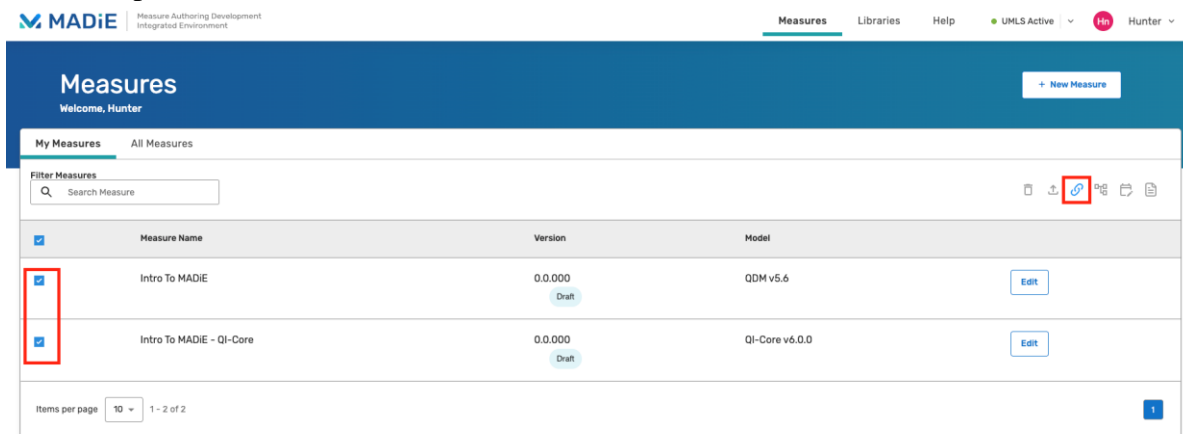 MADiE
Measure Authoring Development
Integrated Environment
Measures Libraries Help UMLS Active Hn Hunter
Measures
Welcome, Hunter
+ New Measure
My Measures All Measures
Filter Measures
Search Measure
Measure Name Version Model
Intro To MADiE 0.0.000 QDM v5.6 Edit
Draft
Intro To MADiE - QI-Core 0.0.000 QI-Core v6.0.0 Edit
Draft
Items per page 10 1 - 2 of 2 1